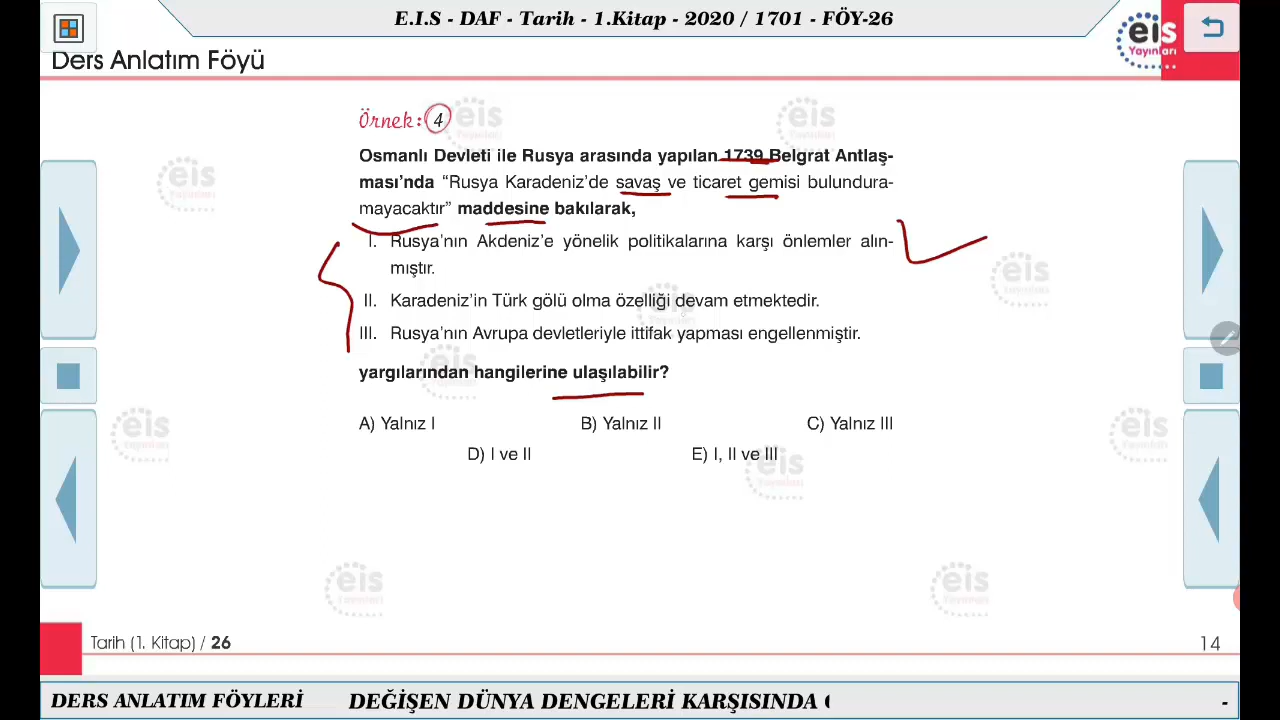 E.I.S - DAF - Tarih - 1.Kitap - 2020 / 1701 - FÖY-26
eis
Yayınları
Ders Anlatım Föyü
Örnek: 4
Osmanlı Devleti ile Rusya arasında yapılan 1739 Belgrat Antlaş-
ması’nda “Rusya Karadeniz’de savaş ve ticaret gemisi bulundura-
mayacaktır” maddesine bakılarak,
I. Rusya’nın Akdeniz’e yönelik politikalarına karşı önlemler alın-
mıştır.
II. Karadeniz’in Türk gölü olma özelliği devam etmektedir.
III. Rusya’nın Avrupa devletleriyle ittifak yapması engellenmiştir.
yargılarından hangilerine ulaşılabilir?
A) Yalnız I B) Yalnız II C) Yalnız III
D) I ve II E) I, II ve III
Tarih (1. Kitap) / 26
14
DERS ANLATIM FÖYLERİ DEĞİŞEN DÜNYA DENGELERİ KARŞISINDA -